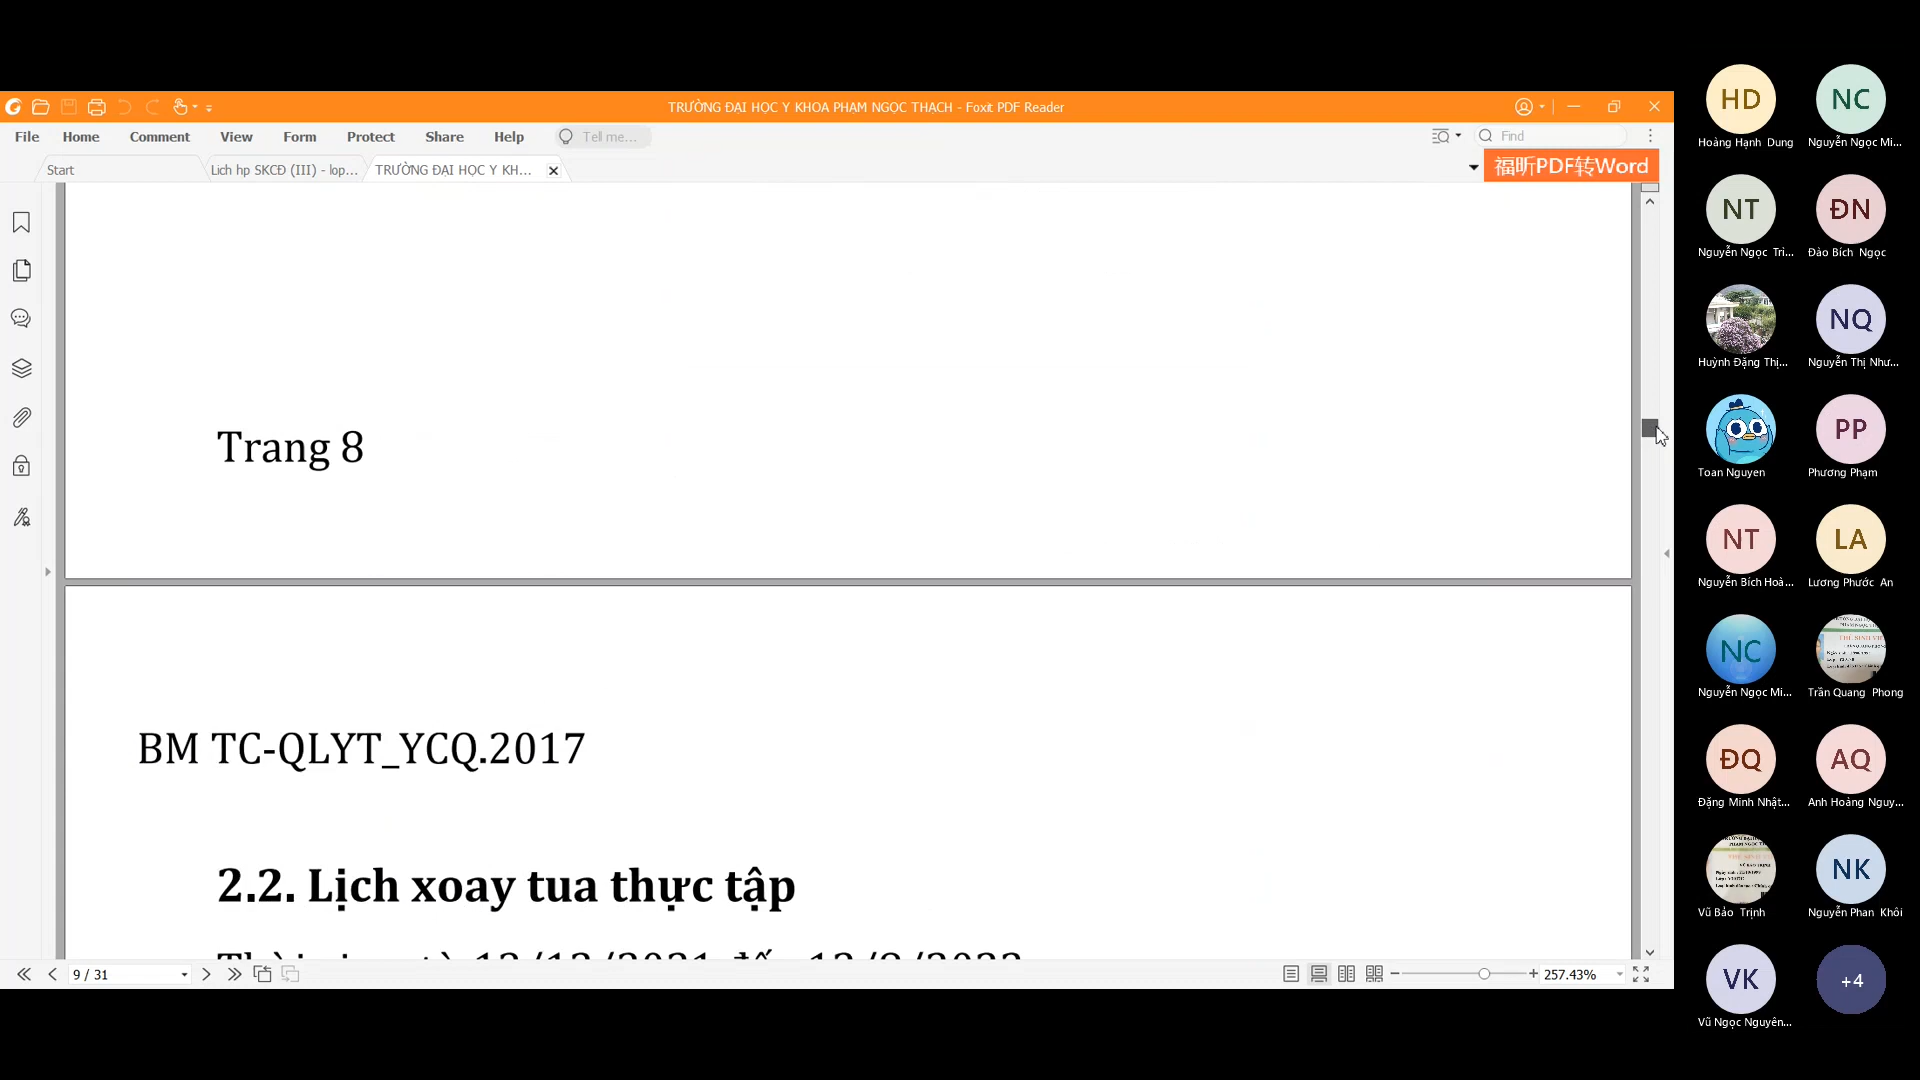 TRƯỜNG ĐẠI HỌC Y KHOA PHẠM NGỌC THẠCH - Foxit PDF Reader
File Home Comment View Form Protect Share Help Tell me... Find
Start Lich hp SKCĐ (III) - lop... TRƯỜNG ĐẠI HỌC Y KH... 福昕PDF转Word
Trang 8
BM TC-QLYT_YCQ.2017
2.2. Lịch xoay tua thực tập
9 / 31 257.43%
HD NC
Hoàng Hạnh Dung Nguyễn Ngọc Mi...
NT ĐN
Nguyễn Ngọc Tri... Đào Bích Ngọc
NQ
Huỳnh Đặng Thị... Nguyễn Thị Như...
PP
Toan Nguyen Phương Phạm
NT LA
Nguyễn Bích Hoà... Lương Phước An
NC
Nguyễn Ngọc Mi... Trần Quang Phong
ĐQ AQ
Đặng Minh Nhật... Anh Hoàng Nguy...
NK
Vũ Bảo Trịnh Nguyễn Phan Khôi
VK +4
Vũ Ngọc Nguyên...